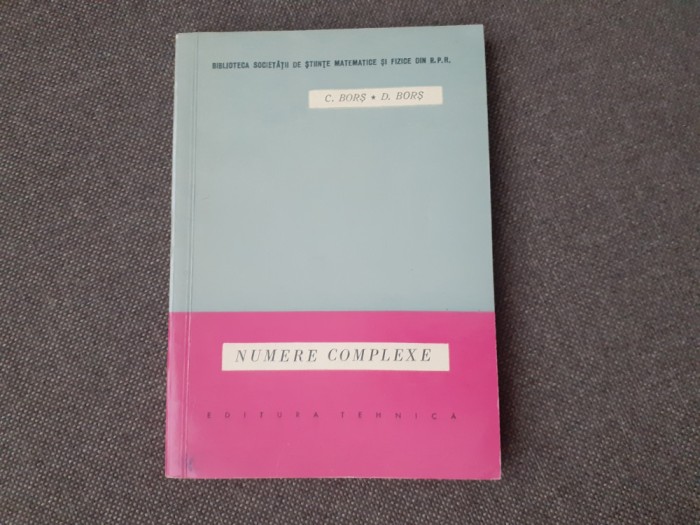 BIBLIOTECA SOCIETĂȚII DE ȘTIINȚE MATEMATICE ȘI FIZICE DIN R.P.R.
C. BORȘ • D. BORȘ
NUMERE COMPLEXE
EDITURA TEHNICĂ